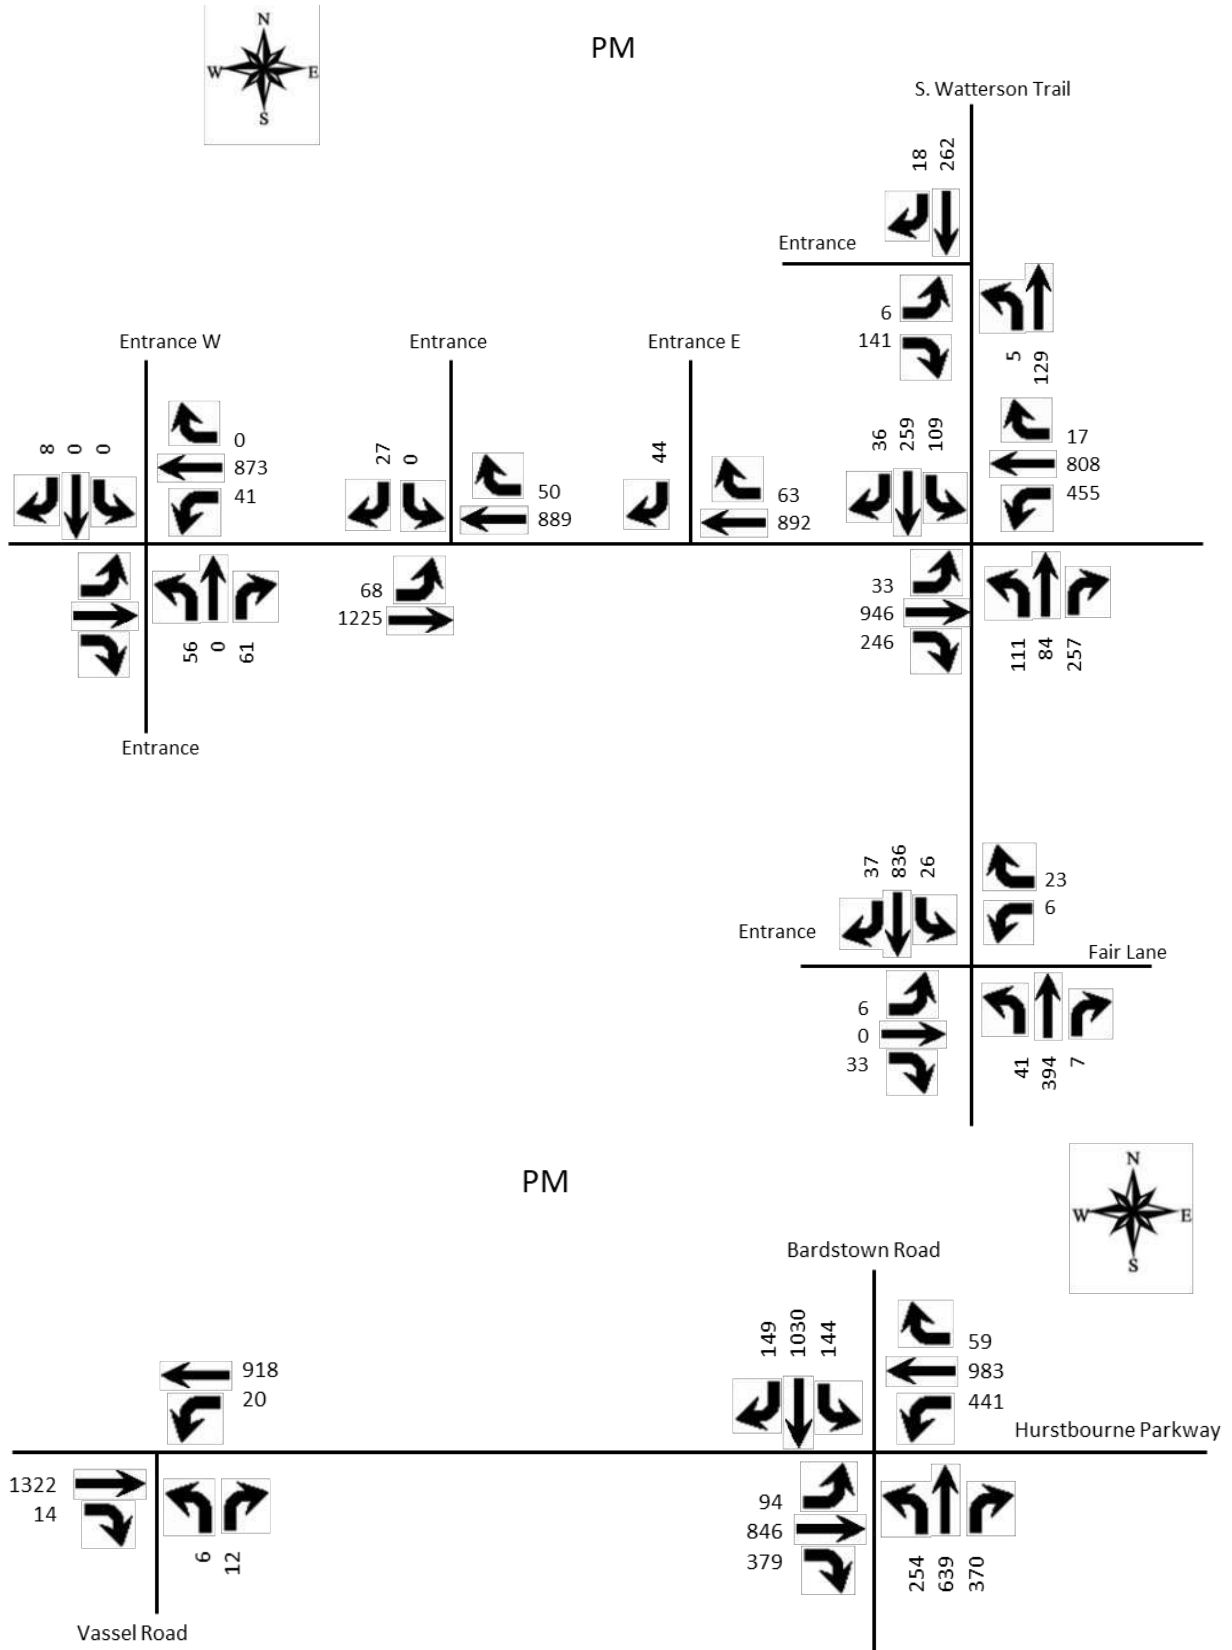 N
W E
S
PM
S. Watterson Trail
18 262
Entrance
6
141
5 129
Entrance W
Entrance
Entrance E
8 0 0
0
873
41
27 0
50
889
44
63
892
36 259 109
17
808
455
56 0 61
68
1225
33
946
246
111 84 257
Entrance
37 836 26
23
6
Entrance
Fair Lane
6
0
33
41 394 7
PM
N
W E
S
Bardstown Road
149 1030 144
59
983
441
918
20
Hurstbourne Parkway
1322
14
6 12
94
846
379
254 639 370
Vassel Road